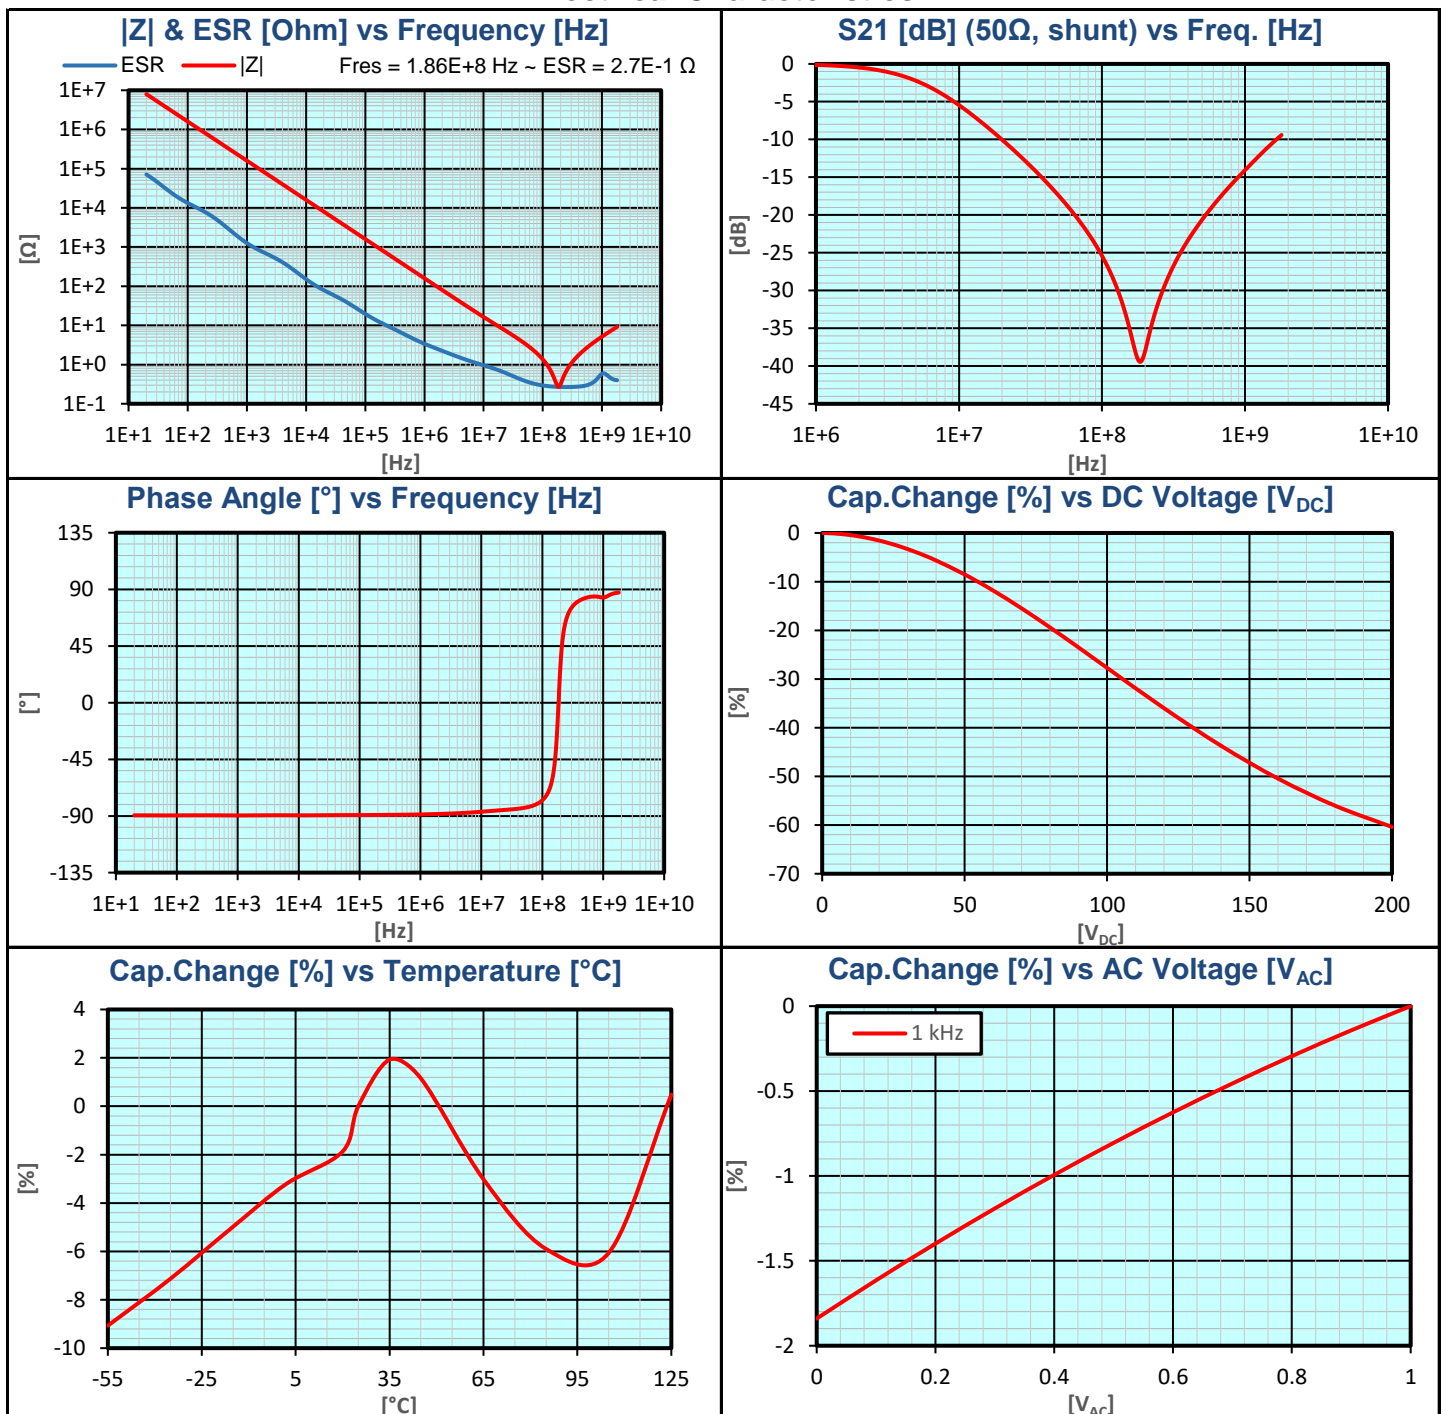 |Z| & ESR [Ohm] vs Frequency [Hz]
ESR |Z| Fres = 1.86E+8 Hz ~ ESR = 2.7E-1 Ω
1E+7
1E+6
1E+5
1E+4
1E+3
1E+2
1E+1
1E+0
1E-1
[Ω]
1E+1 1E+2 1E+3 1E+4 1E+5 1E+6 1E+7 1E+8 1E+9 1E+10
[Hz]
S21 [dB] (50Ω, shunt) vs Freq. [Hz]
0
-5
-10
-15
-20
-25
-30
-35
-40
-45
[dB]
1E+6 1E+7 1E+8 1E+9 1E+10
[Hz]
Phase Angle [°] vs Frequency [Hz]
135
90
45
0
-45
-90
-135
[°]
1E+1 1E+2 1E+3 1E+4 1E+5 1E+6 1E+7 1E+8 1E+9 1E+10
[Hz]
Cap.Change [%] vs DC Voltage [VDC]
0
-10
-20
-30
-40
-50
-60
-70
[%]
0 50 100 150 200
[VDC]
Cap.Change [%] vs Temperature [°C]
4
2
0
-2
-4
-6
-8
-10
[%]
-55 -25 5 35 65 95 125
[°C]
Cap.Change [%] vs AC Voltage [VAC]
1 kHz
0
-0.5
-1
-1.5
-2
[%]
0 0.2 0.4 0.6 0.8 1
[VAC]